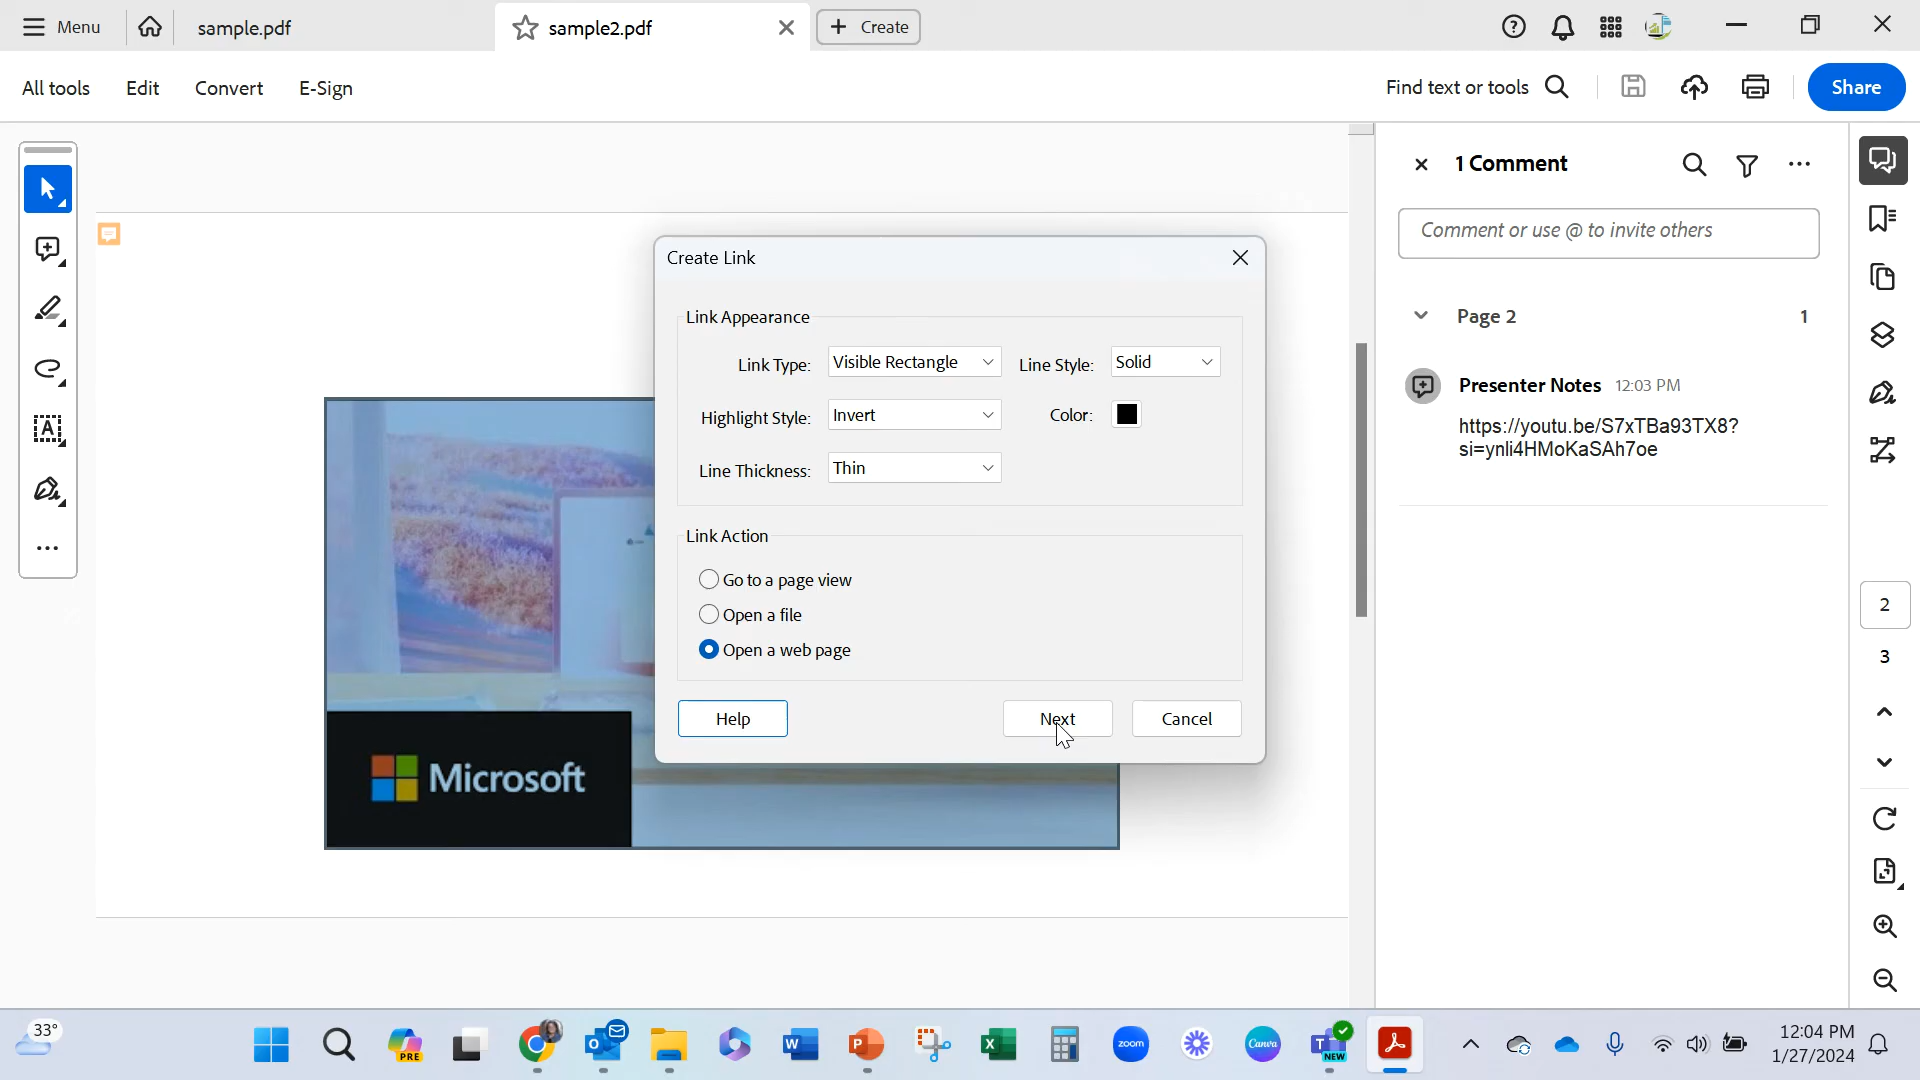 Menu
sample.pdf
sample2.pdf
Create
All tools
Edit
Convert
E-Sign
Find text or tools
Share
1 Comment
Comment or use @ to invite others
Page 2
1
Presenter Notes 12:03 PM
https://youtu.be/S7xTBa93TX8?
si=ynli4HMoKaSAh7oe
Create Link
Link Appearance
Link Type: Visible Rectangle
Line Style: Solid
Highlight Style: Invert
Color:
Line Thickness: Thin
Link Action
Go to a page view
Open a file
Open a web page
Help
Next
Cancel
Microsoft
2
3
33°
PRE
zoom
Canva
NEW
12:04 PM
1/27/2024